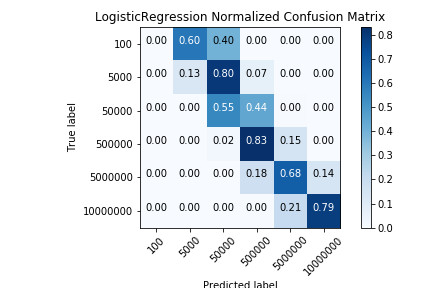 LogisticRegression Normalized Confusion Matrix
100 0.00 0.60 0.40 0.00 0.00 0.00
5000 0.00 0.13 0.80 0.07 0.00 0.00
50000 0.00 0.00 0.55 0.44 0.00 0.00
500000 0.00 0.00 0.02 0.83 0.15 0.00
5000000 0.00 0.00 0.00 0.18 0.68 0.14
10000000 0.00 0.00 0.00 0.00 0.21 0.79
True label
100 5000 50000 500000 5000000 10000000
Predicted label
0.8
0.7
0.6
0.5
0.4
0.3
0.2
0.1
0.0